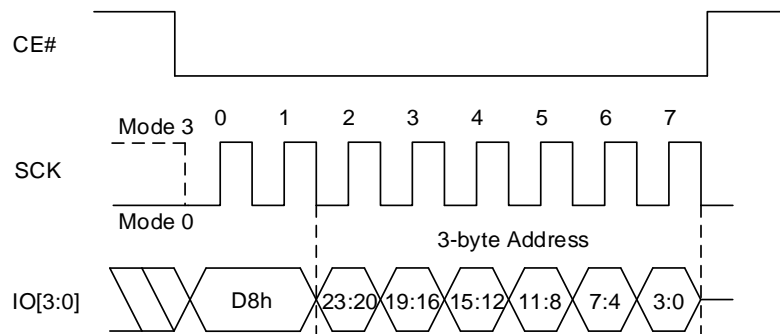 CE#
Mode 3
0 1 2 3 4 5 6 7
SCK
Mode 0
3-byte Address
IO[3:0]
D8h 23:20 19:16 15:12 11:8 7:4 3:0